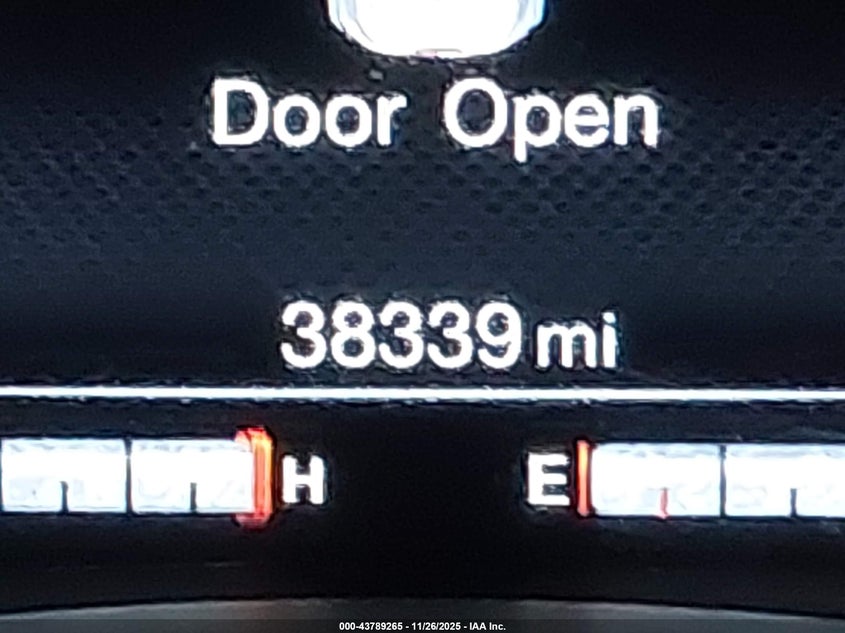 Door Open
38339 mi
H E
000-43789265 - 11/26/2025 - IAA Inc.